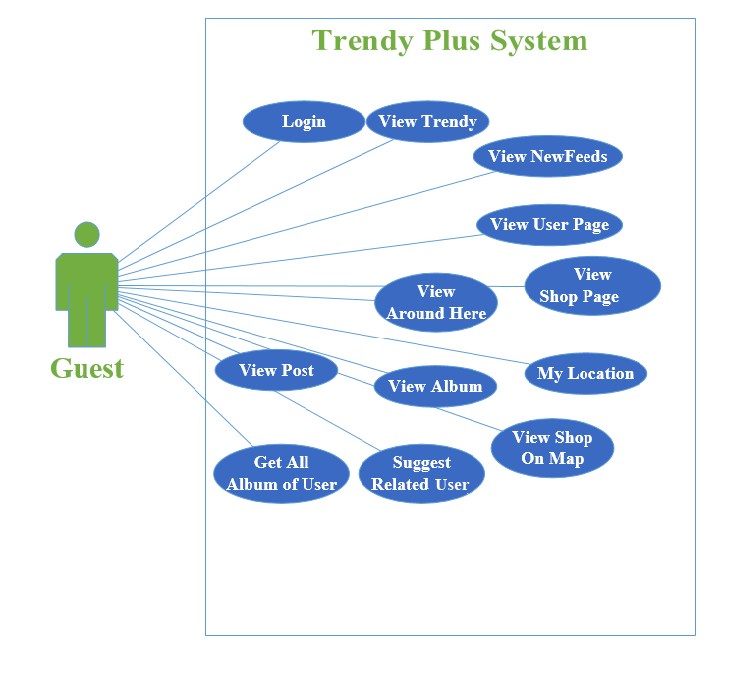 Trendy Plus System
Login
View Trendy
View NewFeeds
View User Page
View
Shop Page
View
Around Here
Guest
View Post
View Album
My Location
View Shop
On Map
Get All
Album of User
Suggest
Related User